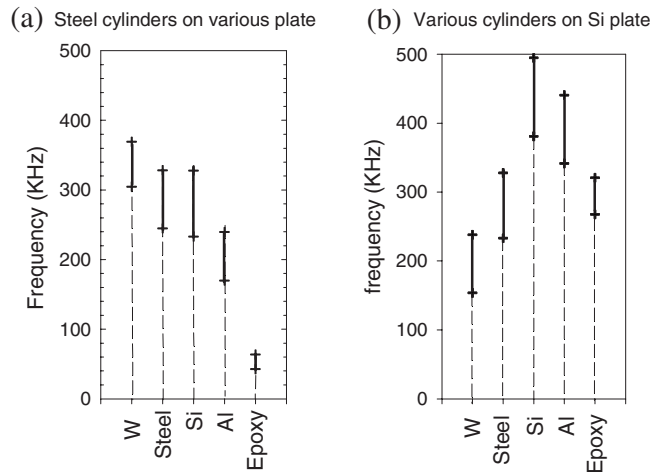 (a) Steel cylinders on various plate
500
400
300
200
100
0
Frequency (KHz)
W
Steel
Si
Al
Epoxy
(b) Various cylinders on Si plate
500
400
300
200
100
0
frequency (KHz)
W
Steel
Si
Al
Epoxy